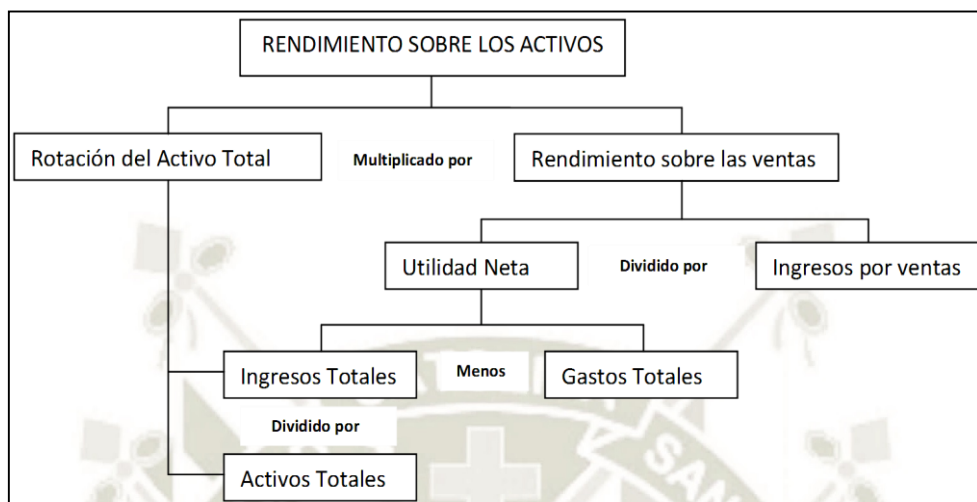 RENDIMIENTO SOBRE LOS ACTIVOS
Rotación del Activo Total
Multiplicado por
Rendimiento sobre las ventas
Utilidad Neta
Dividido por
Ingresos por ventas
Ingresos Totales
Menos
Gastos Totales
Dividido por
Activos Totales